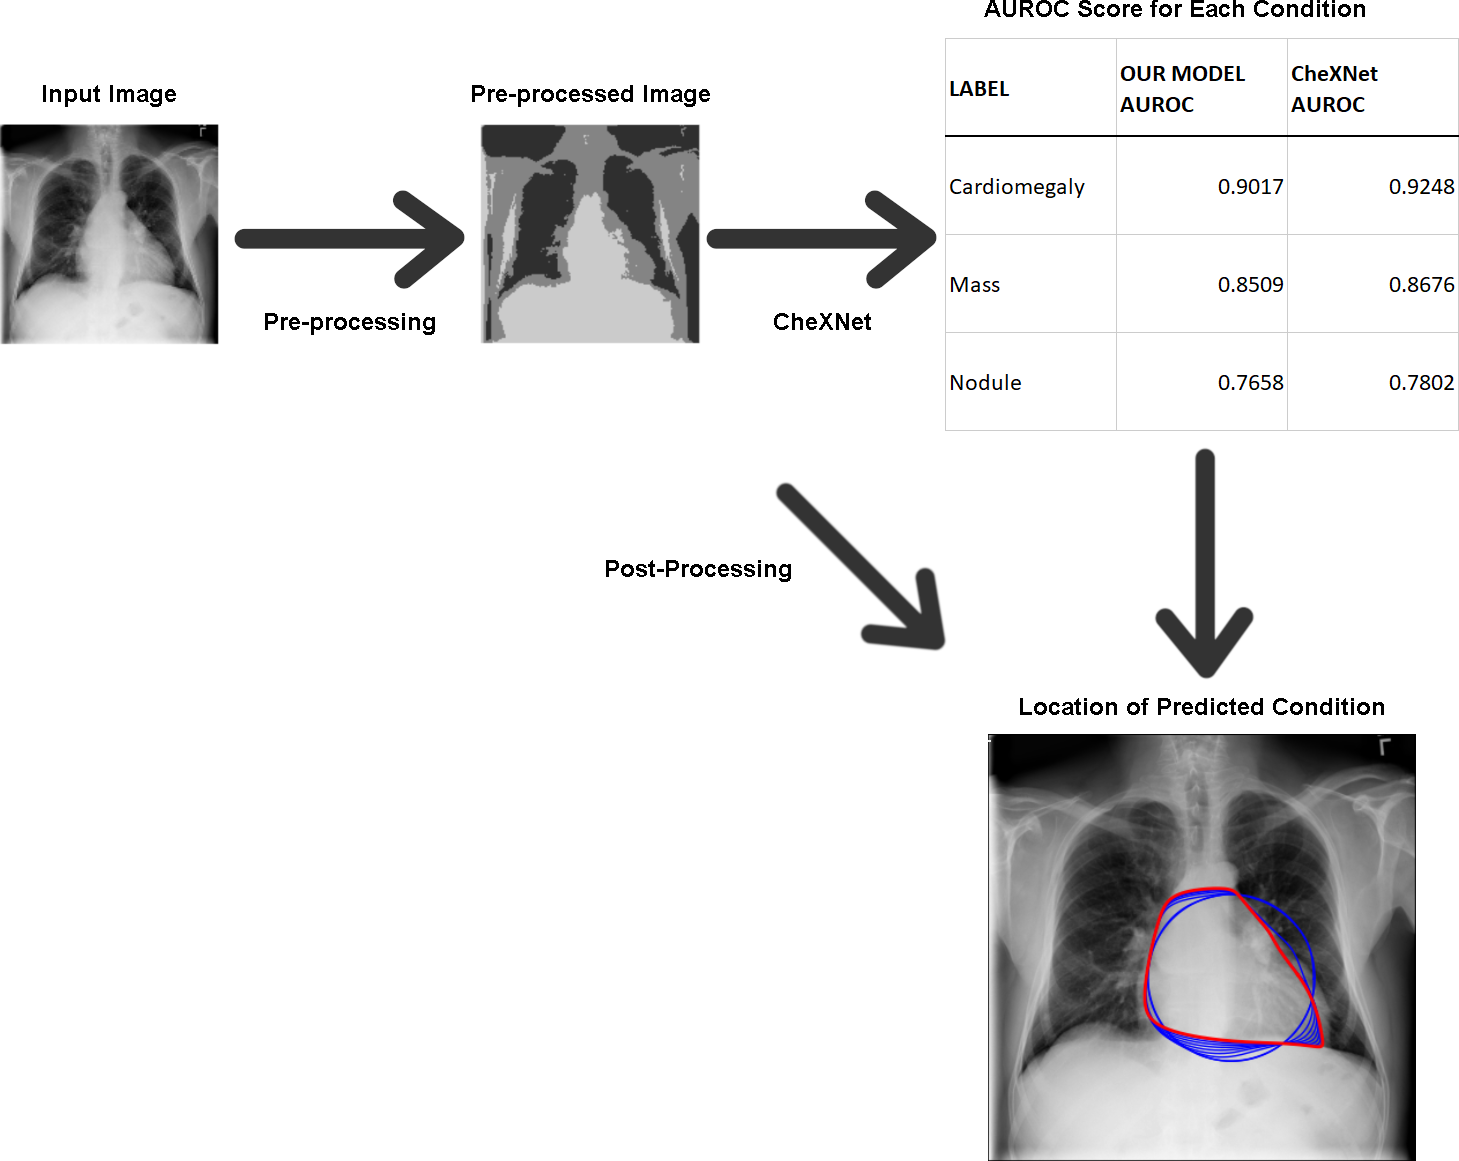 AUROC Score for Each Condition
Input Image
Pre-processed Image
LABEL
OUR MODEL
AUROC
CheXNet
AUROC
Cardiomegaly 0.9017 0.9248
Mass 0.8509 0.8676
Nodule 0.7658 0.7802
Pre-processing
CheXNet
Post-Processing
Location of Predicted Condition